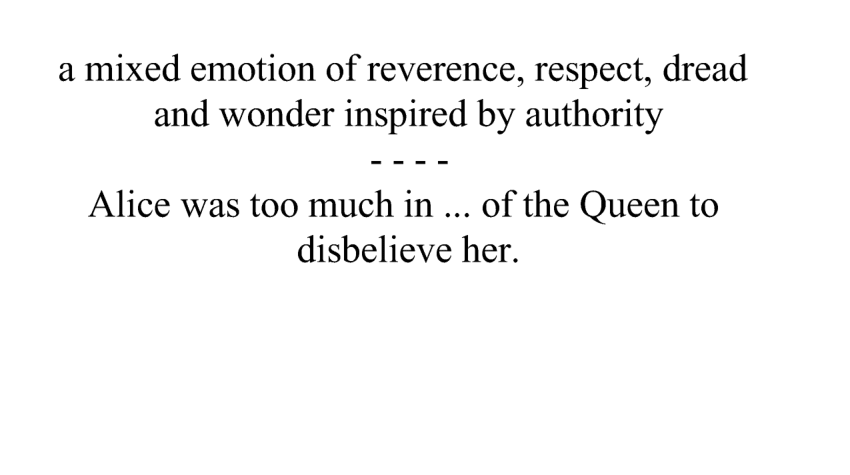 a mixed emotion of reverence, respect, dread
and wonder inspired by authority
- - - -
Alice was too much in ... of the Queen to
disbelieve her.